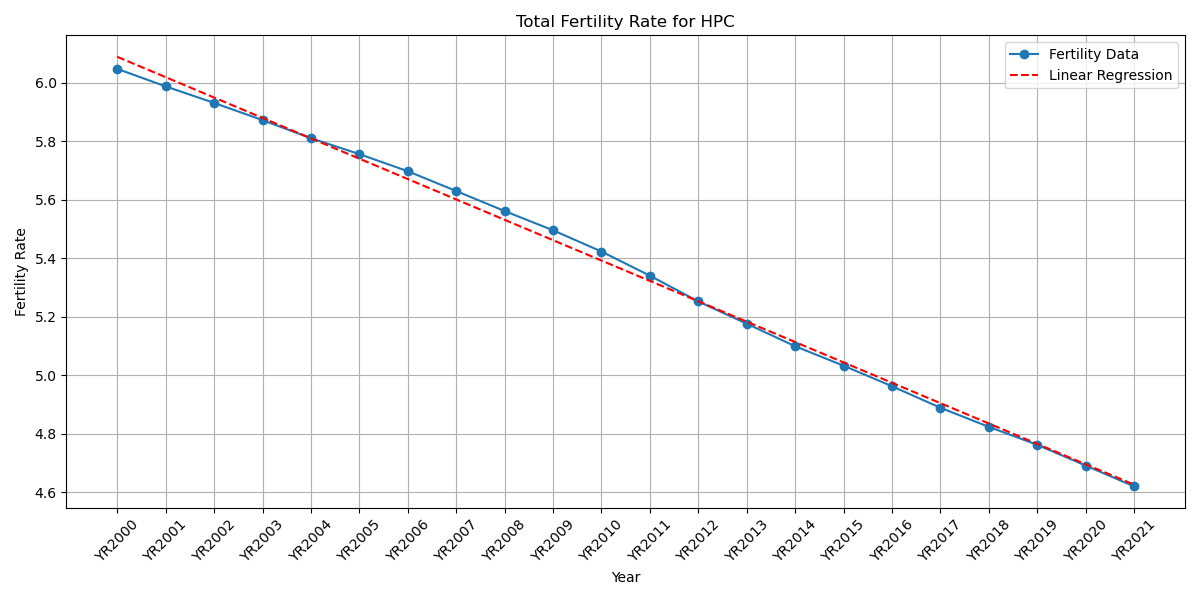 Total Fertility Rate for HPC
Fertility Data
Linear Regression
Fertility Rate
6.0
5.8
5.6
5.4
5.2
5.0
4.8
4.6
YR2000
YR2001
YR2002
YR2003
YR2004
YR2005
YR2006
YR2007
YR2008
YR2009
YR2010
YR2011
YR2012
YR2013
YR2014
YR2015
YR2016
YR2017
YR2018
YR2019
YR2020
YR2021
Year